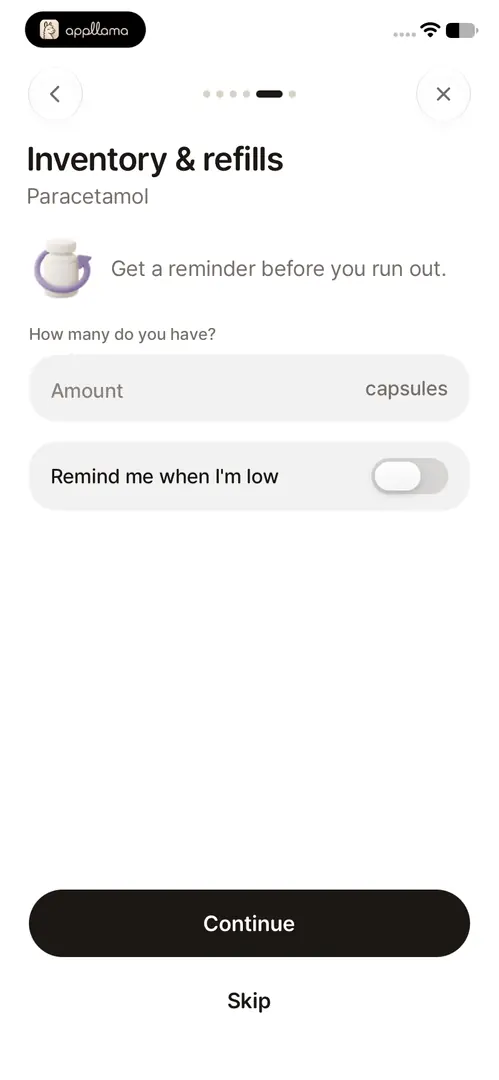 appllama
Inventory & refills
Paracetamol
Get a reminder before you run out.
How many do you have?
Amount
capsules
Remind me when I'm low
Continue
Skip